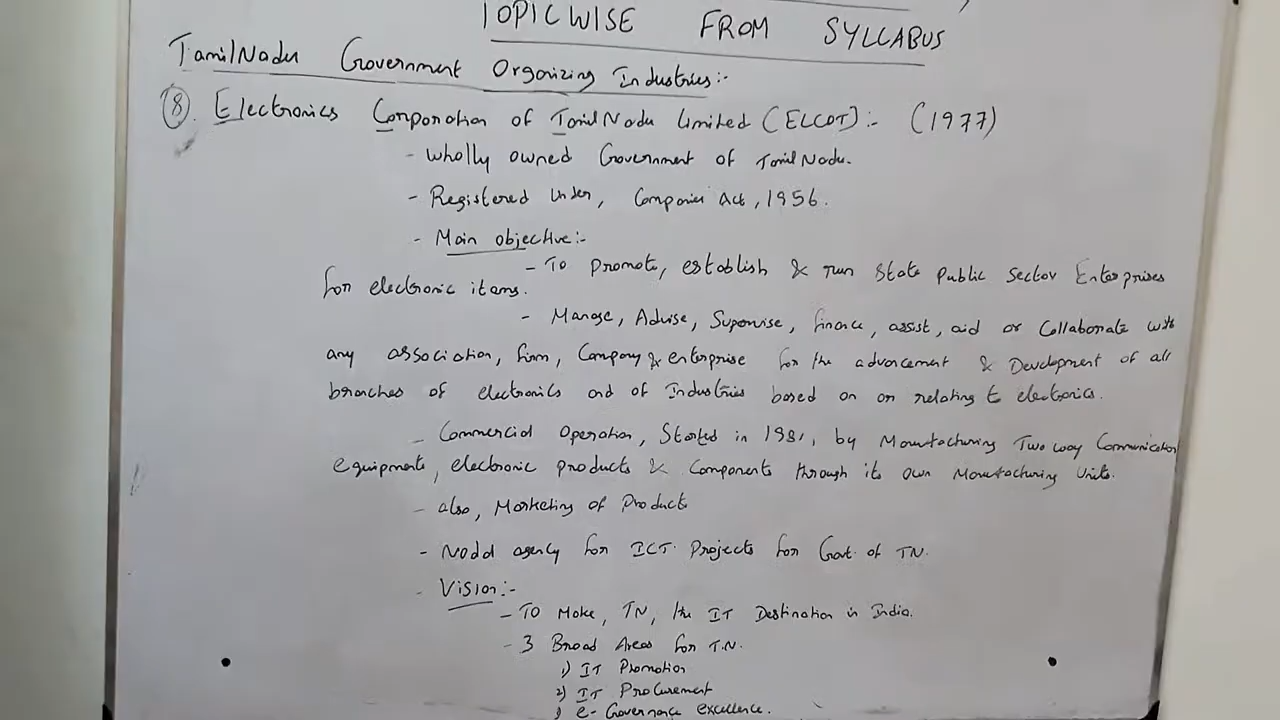 TOPICWISE FROM SYLLABUS
TamilNadu Government Organizing Industries:-
⑧. Electronics Corporation of TamilNadu Limited (ELCOT):- (1977)
- Wholly owned Government of TamilNadu.
- Registered Under, Companies Act, 1956.
- Main objective:-
- To promote, establish & run State Public Sector Enterprises
for electronic items.
- Manage, Advise, Supervise, finance, assist, aid or Collaborate with
any association, firm, Company & enterprise for the advancement & Development of all
branches of electronics and of Industries based on or relating to electronics.
- Commercial Operation, Started in 1981, by Manufacturing Two way Communication
equipments, electronic products & Components through its own Manufacturing Units.
- also, Marketing of Products
- Nodal agency for ICT Projects for Govt. of TN.
- Vision:-
- To Make, TN, the IT Destination in India.
- 3 Broad Areas for T.N.
1) IT Promotion
2) IT Procurement
) e-Governance excellence.